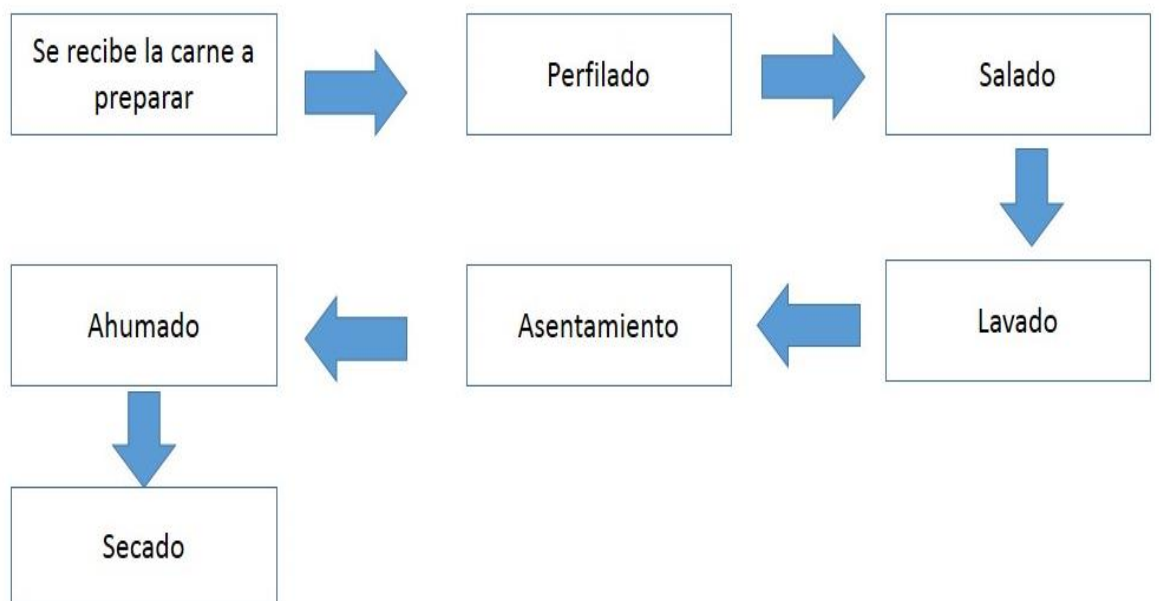 Se recibe la carne a
preparar
Perfilado
Salado
Lavado
Asentamiento
Ahumado
Secado